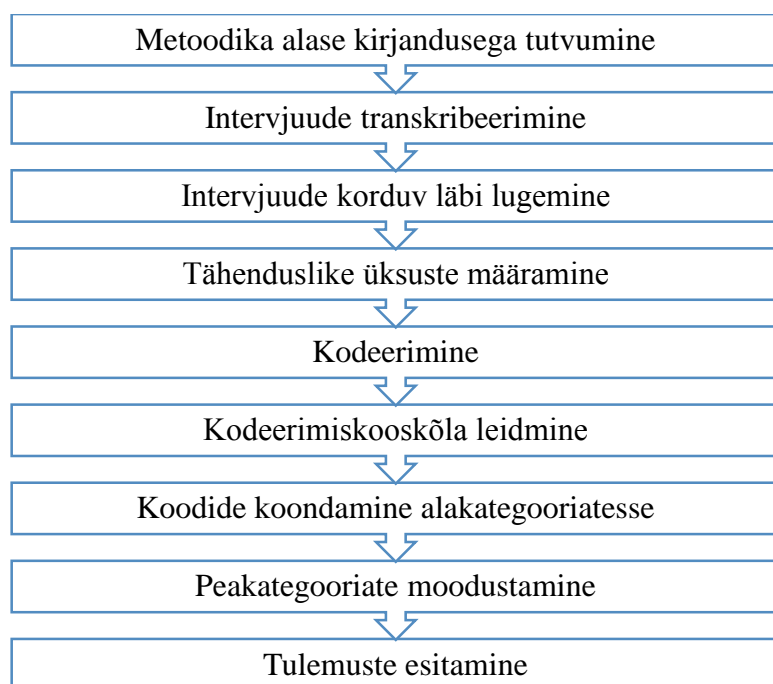 Metoodika alase kirjandusega tutvumine
Intervjuude transkribeerimine
Intervjuude korduv läbi lugemine
Tähenduslike üksuste määramine
Kodeerimine
Kodeerimiskooskõla leidmine
Koodide koondamine alakategooriatesse
Peakategooriate moodustamine
Tulemuste esitamine